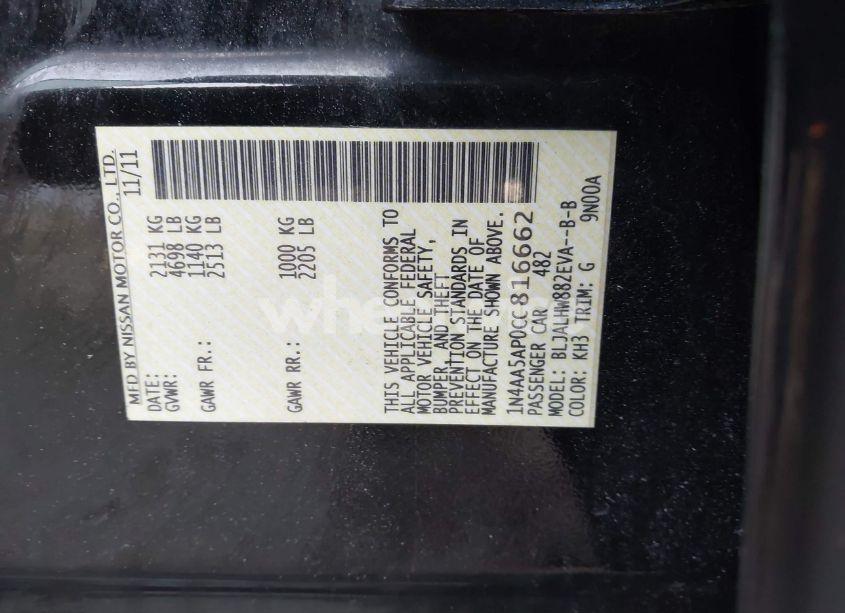 MFD BY NISSAN MOTOR CO., LTD.
DATE: 11/11
GVWR: 2131 KG
4698 LB
GAWR FR.: 1140 KG
2513 LB
GAWR RR.: 1000 KG
2205 LB
THIS VEHICLE CONFORMS TO
ALL APPLICABLE FEDERAL
MOTOR VEHICLE SAFETY,
BUMPER, AND THEFT
PREVENTION STANDARDS IN
EFFECT ON THE DATE OF
MANUFACTURE SHOWN ABOVE.
1N4AA5AP0CC816662
PASSENGER CAR 482
MODEL: BLJALHW882EVA--B-B
COLOR: KH3 TRIM: G 9N00A